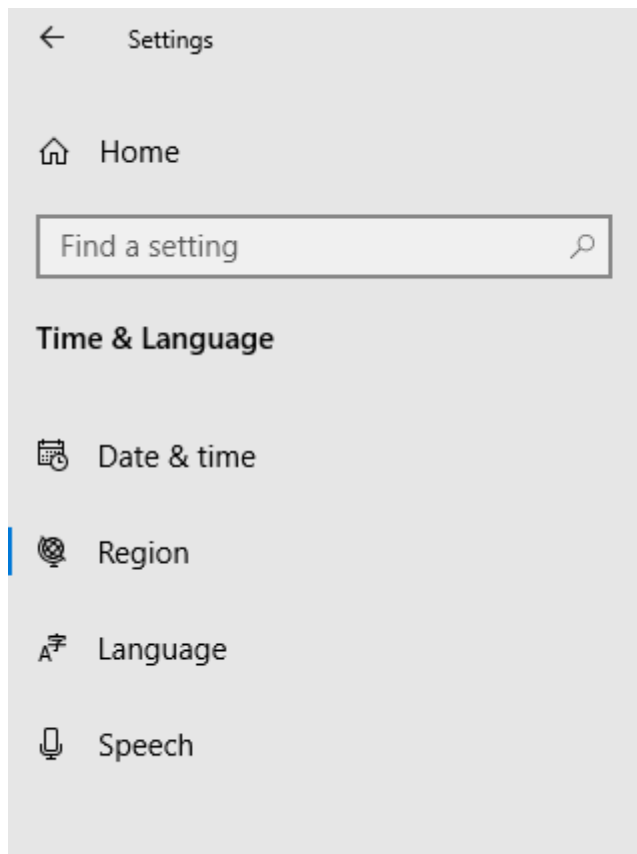 Settings
Home
Find a setting
Time & Language
Date & time
Region
Language
Speech